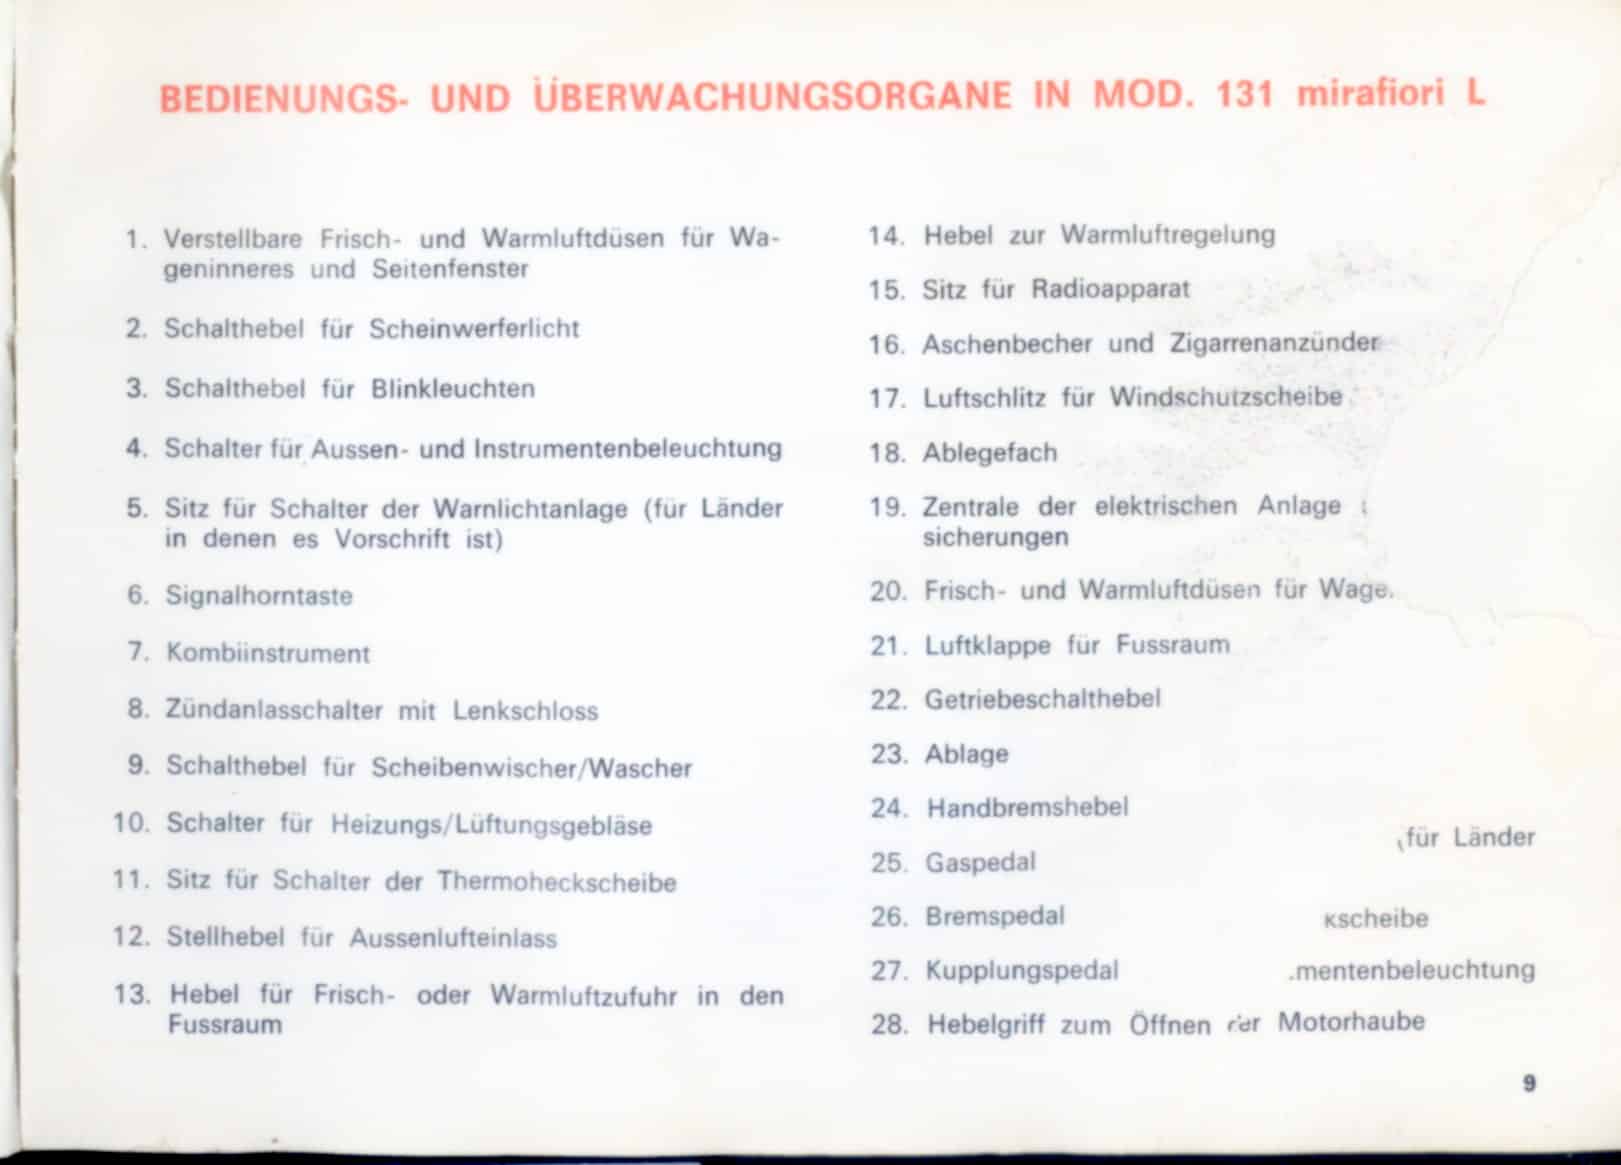 BEDIENUNGS- UND ÜBERWACHUNGSORGANE IN MOD. 131 mirafiori L
1. Verstellbare Frisch- und Warmluftdüsen für Wa-
geninneres und Seitenfenster
2. Schalthebel für Scheinwerferlicht
3. Schalthebel für Blinkleuchten
4. Schalter für Aussen- und Instrumentenbeleuchtung
5. Sitz für Schalter der Warnlichtanlage (für Länder
in denen es Vorschrift ist)
6. Signalhorntaste
7. Kombiinstrument
8. Zündanlasschalter mit Lenkschloss
9. Schalthebel für Scheibenwischer/Wascher
10. Schalter für Heizungs/Lüftungsgebläse
11. Sitz für Schalter der Thermoheckscheibe
12. Stellhebel für Aussenlufteinlass
13. Hebel für Frisch- oder Warmluftzufuhr in den
Fussraum
14. Hebel zur Warmluftregelung
15. Sitz für Radioapparat
16. Aschenbecher und Zigarrenanzünder
17. Luftschlitz für Windschutzscheibe
18. Ablegefach
19. Zentrale der elektrischen Anlage
sicherungen
20. Frisch- und Warmluftdüsen für Wage
21. Luftklappe für Fussraum
22. Getriebeschalthebel
23. Ablage
24. Handbremshebel
für Länder
25. Gaspedal
26. Bremspedal
kscheibe
27. Kupplungspedal
mentenbeleuchtung
28. Hebelgriff zum Öffnen der Motorhaube
9